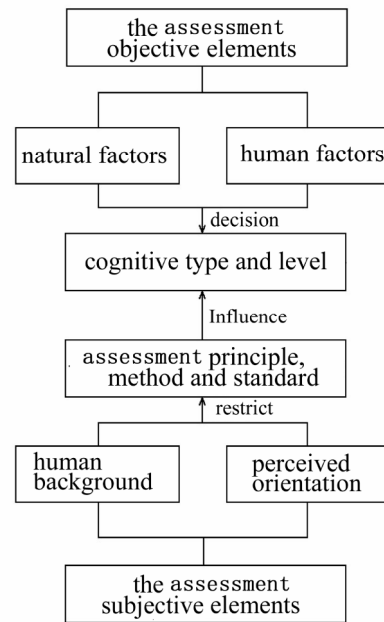 the assessment
objective elements
natural factors
human factors
decision
cognitive type and level
Influence
assessment principle,
method and standard
restrict
human
background
perceived
orientation
the assessment
subjective elements